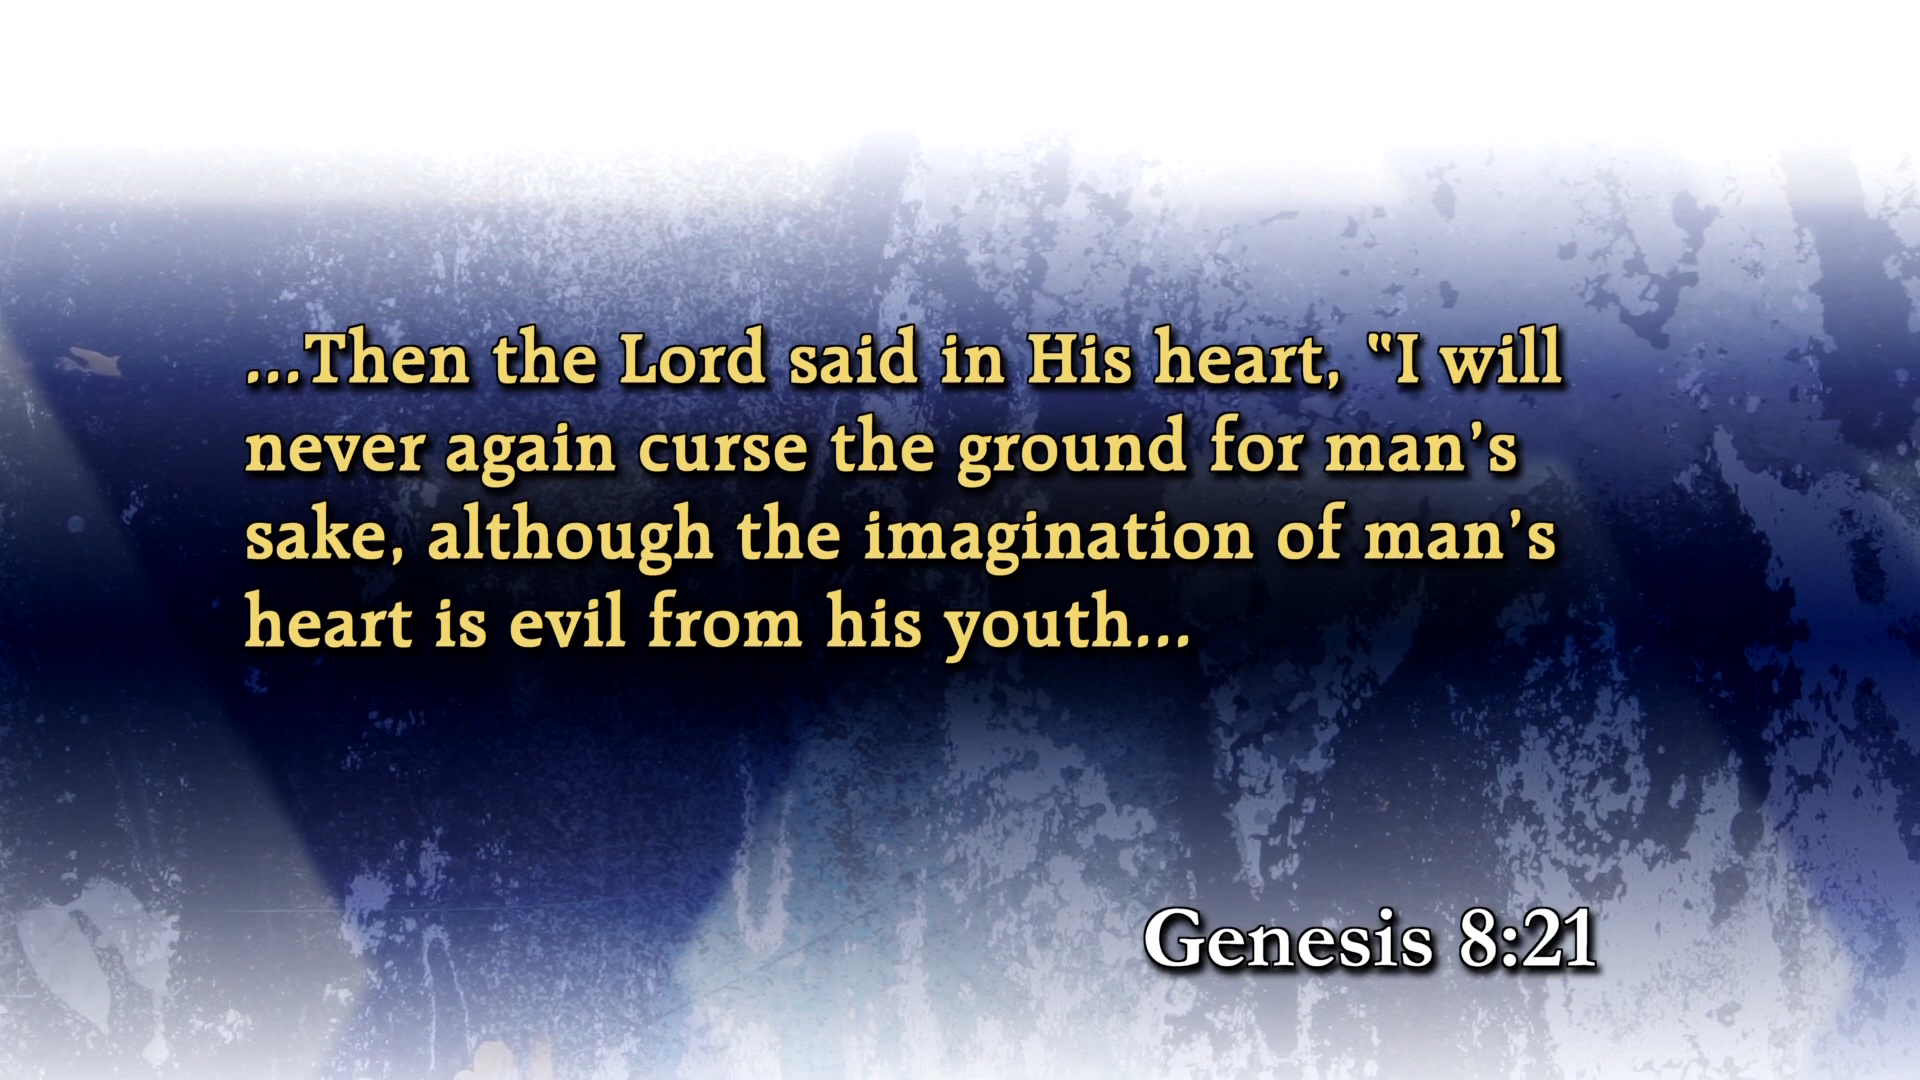 ...Then the Lord said in His heart, “I will
never again curse the ground for man’s
sake, although the imagination of man’s
heart is evil from his youth...
Genesis 8:21